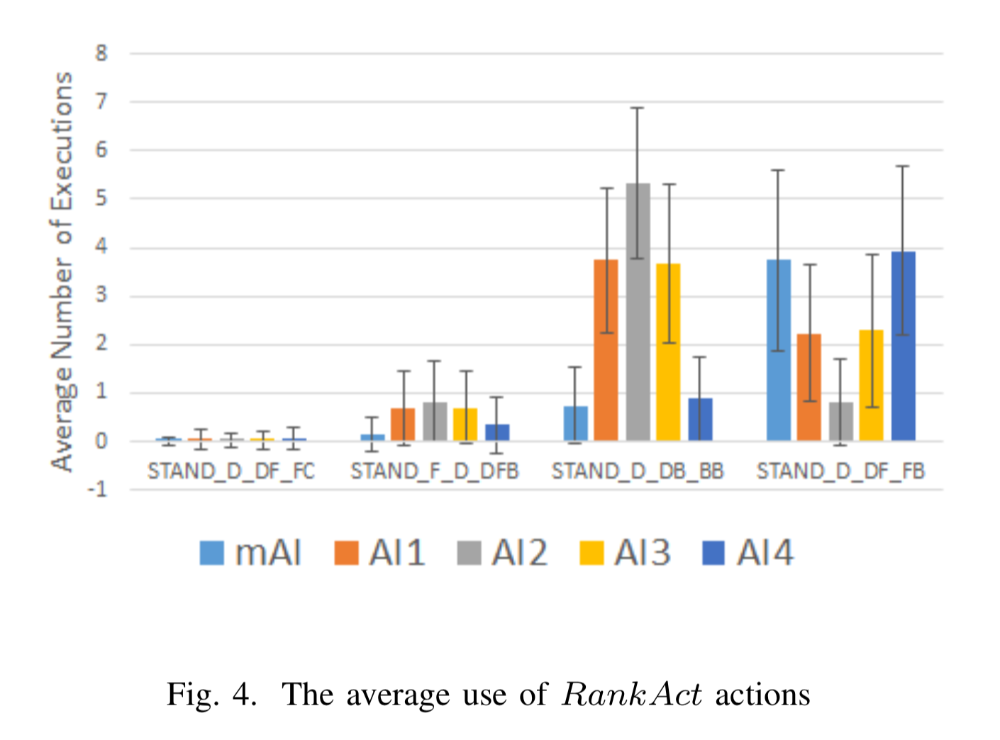 Average Number of Executions
8
7
6
5
4
3
2
1
0
-1
STAND_D_DF_FC STAND_F_D_DFB STAND_D_DB_BB STAND_D_DF_FB
mAI AI1 AI2 AI3 AI4
Fig. 4. The average use of RankAct actions